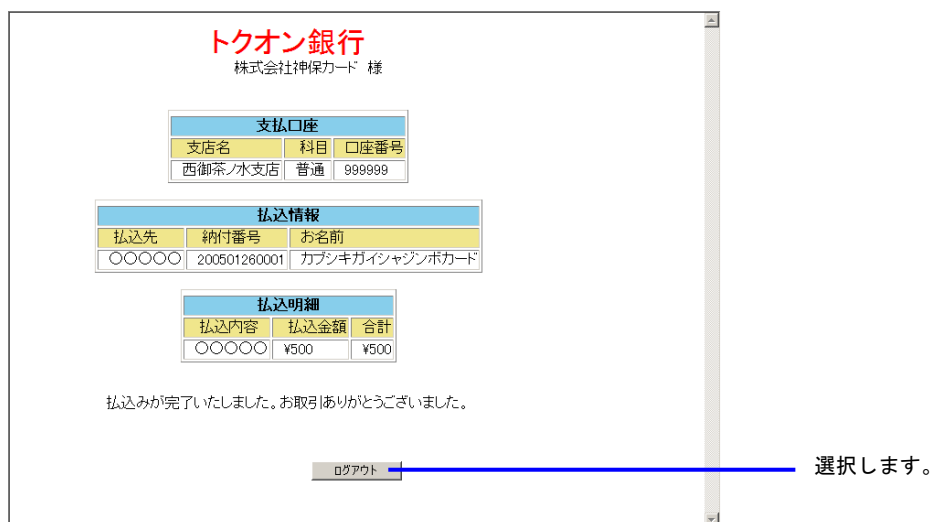 トクオン銀行
株式会社神保カード 様
支払口座
支店名 科目 口座番号
西御茶ノ水支店 普通 999999
払込情報
払込先 納付番号 お名前
○○○○○ 200501260001 カブシキガイシャジンボカード
払込明細
払込内容 払込金額 合計
○○○○○ ¥500 ¥500
払込みが完了いたしました。お取引ありがとうございました。
ログアウト
選択します。